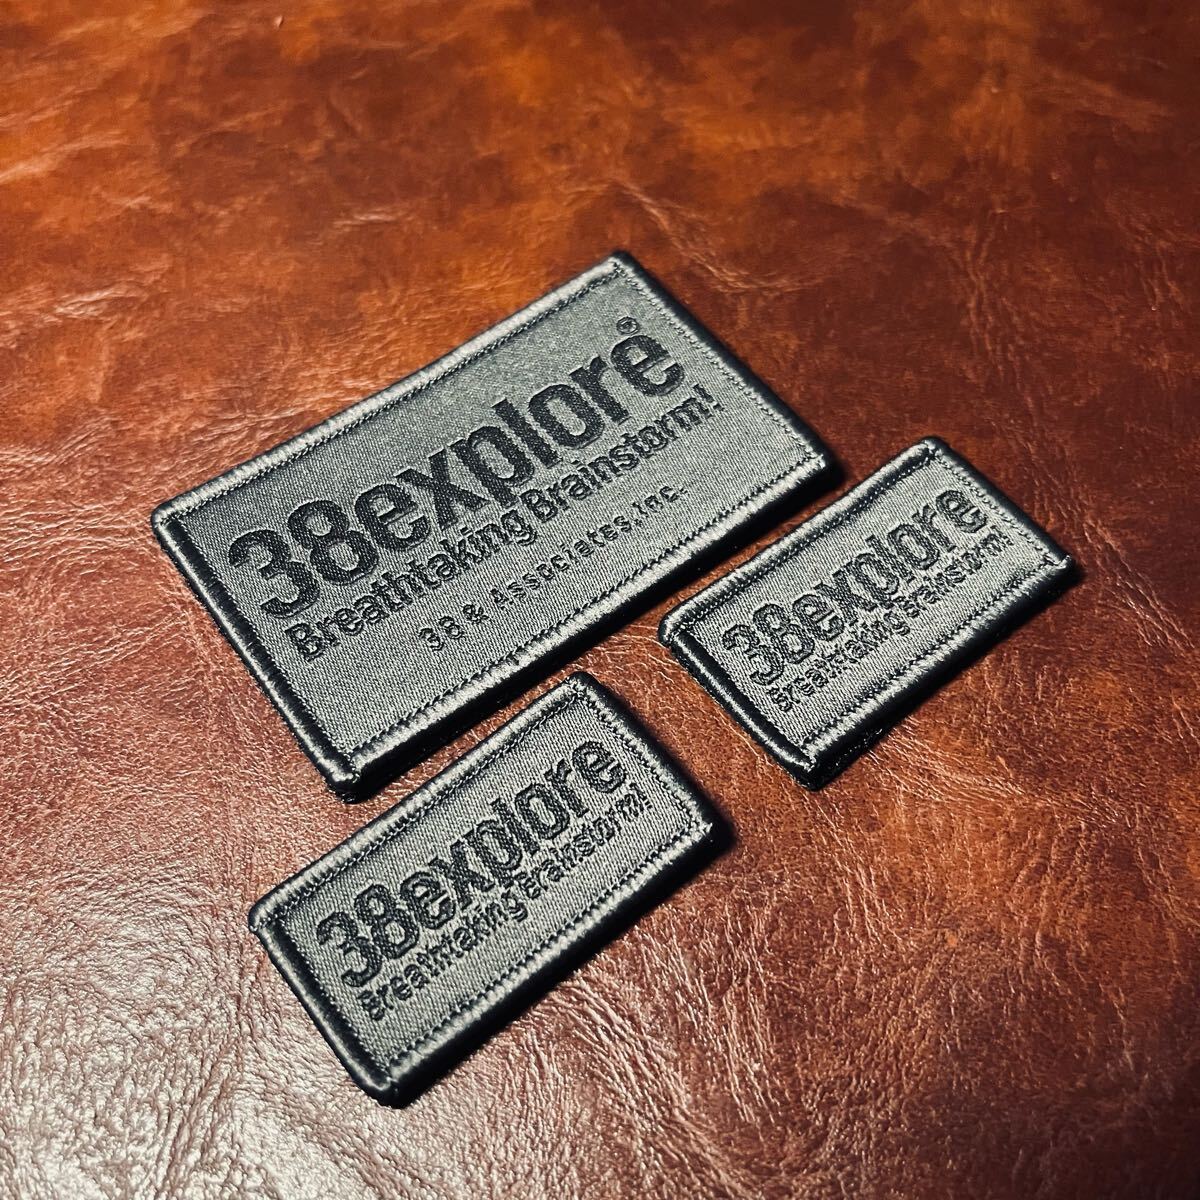 38explore®
Breathtaking Brainstorm!
38 & Associates,Inc.
38explore
Breathtaking Brainstorm!
38explore
Breathtaking Brainstorm!